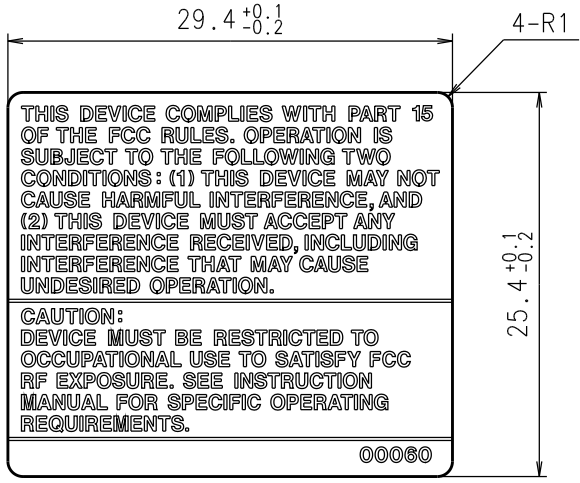 29.4 +0.1 -0.2
4-R1
THIS DEVICE COMPLIES WITH PART 15
OF THE FCC RULES. OPERATION IS
SUBJECT TO THE FOLLOWING TWO
CONDITIONS: (1) THIS DEVICE MAY NOT
CAUSE HARMFUL INTERFERENCE, AND
(2) THIS DEVICE MUST ACCEPT ANY
INTERFERENCE RECEIVED, INCLUDING
INTERFERENCE THAT MAY CAUSE
UNDESIRED OPERATION.
25.4 +0.1 -0.2
CAUTION:
DEVICE MUST BE RESTRICTED TO
OCCUPATIONAL USE TO SATISFY FCC
RF EXPOSURE. SEE INSTRUCTION
MANUAL FOR SPECIFIC OPERATING
REQUIREMENTS.
00060